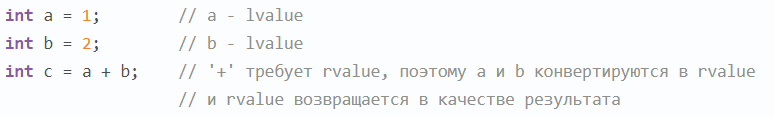 int a = 1;        // a - lvalue
int b = 2;        // b - lvalue
int c = a + b;    // '+' требует rvalue, поэтому a и b конвертируются в rvalue
                  // и rvalue возвращается в качестве результата